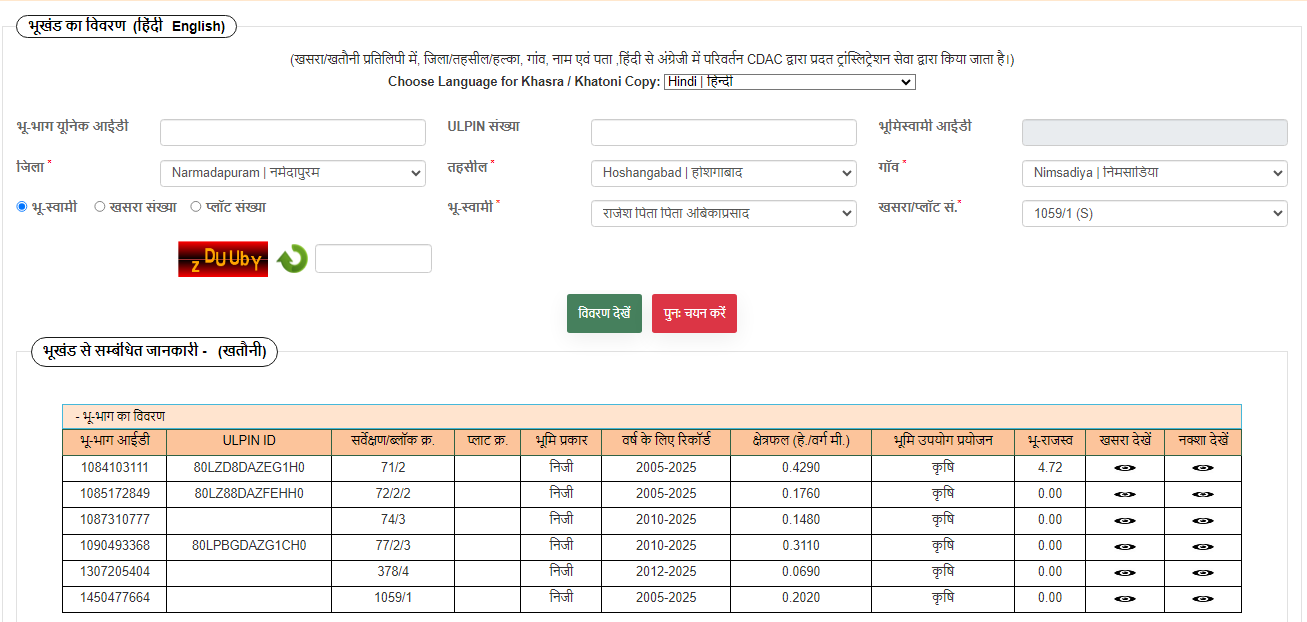 भूखंड का विवरण (हिंदी English)
(खसरा/खतौनी प्रतिलिपी में, जिला/तहसील/हल्का, गांव, नाम एवं पता ,हिंदी से अंग्रेजी में परिवर्तन CDAC द्वारा प्रदत ट्रांस्लिट्रेशन सेवा द्वारा किया जाता है।)
Choose Language for Khasra / Khatoni Copy: Hindi | हिन्दी
भू-भाग यूनिक आईडी ULPIN संख्या भूमिस्वामी आईडी
जिला * Narmadapuram | नर्मदापुरम तहसील * Hoshangabad | होशंगाबाद गाँव * Nimsadiya | निमसाडिया
भू-स्वामी खसरा संख्या प्लॉट संख्या भू-स्वामी * राजेश पिता पिता अंबिकाप्रसाद खसरा/प्लॉट सं.* 1059/1 (S)
zDUUbY
विवरण देखें पुनः चयन करें
भूखंड से सम्बंधित जानकारी - (खतौनी)
- भू-भाग का विवरण
भू-भाग आईडी ULPIN ID सर्वेक्षण/ब्लॉक क्र. प्लाट क्र. भूमि प्रकार वर्ष के लिए रिकॉर्ड क्षेत्रफल (हे./वर्ग मी.) भूमि उपयोग प्रयोजन भू-राजस्व खसरा देखें नक्शा देखें
1084103111 80LZD8DAZEG1H0 71/2 निजी 2005-2025 0.4290 कृषि 4.72
1085172849 80LZ88DAZFEHH0 72/2/2 निजी 2005-2025 0.1760 कृषि 0.00
1087310777 74/3 निजी 2010-2025 0.1480 कृषि 0.00
1090493368 80LPBGDAZG1CH0 77/2/3 निजी 2010-2025 0.3110 कृषि 0.00
1307205404 378/4 निजी 2012-2025 0.0690 कृषि 0.00
1450477664 1059/1 निजी 2005-2025 0.2020 कृषि 0.00